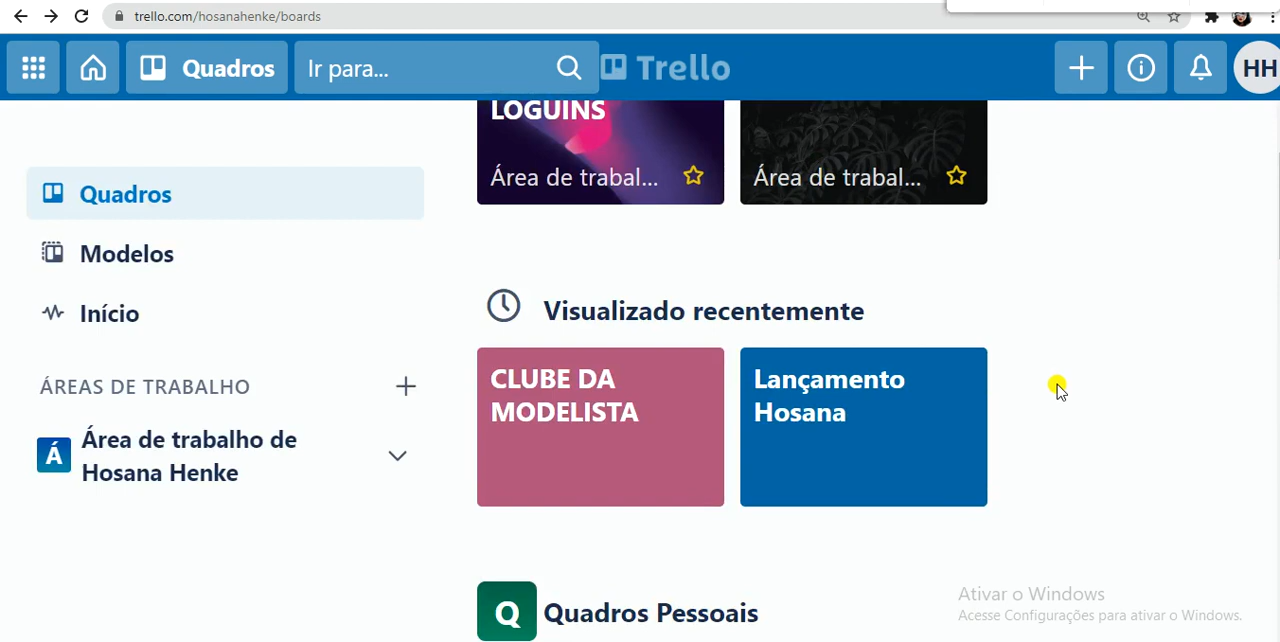 trello.com/hosanahenke/boards
Quadros
Ir para...
Trello
HH
LOGUINS
Área de trabal...
Área de trabal...
Quadros
Modelos
Início
ÁREAS DE TRABALHO
Á
Área de trabalho de
Hosana Henke
Visualizado recentemente
CLUBE DA
MODELISTA
Lançamento
Hosana
Q
Quadros Pessoais
Ativar o Windows
Acesse Configurações para ativar o Windows.